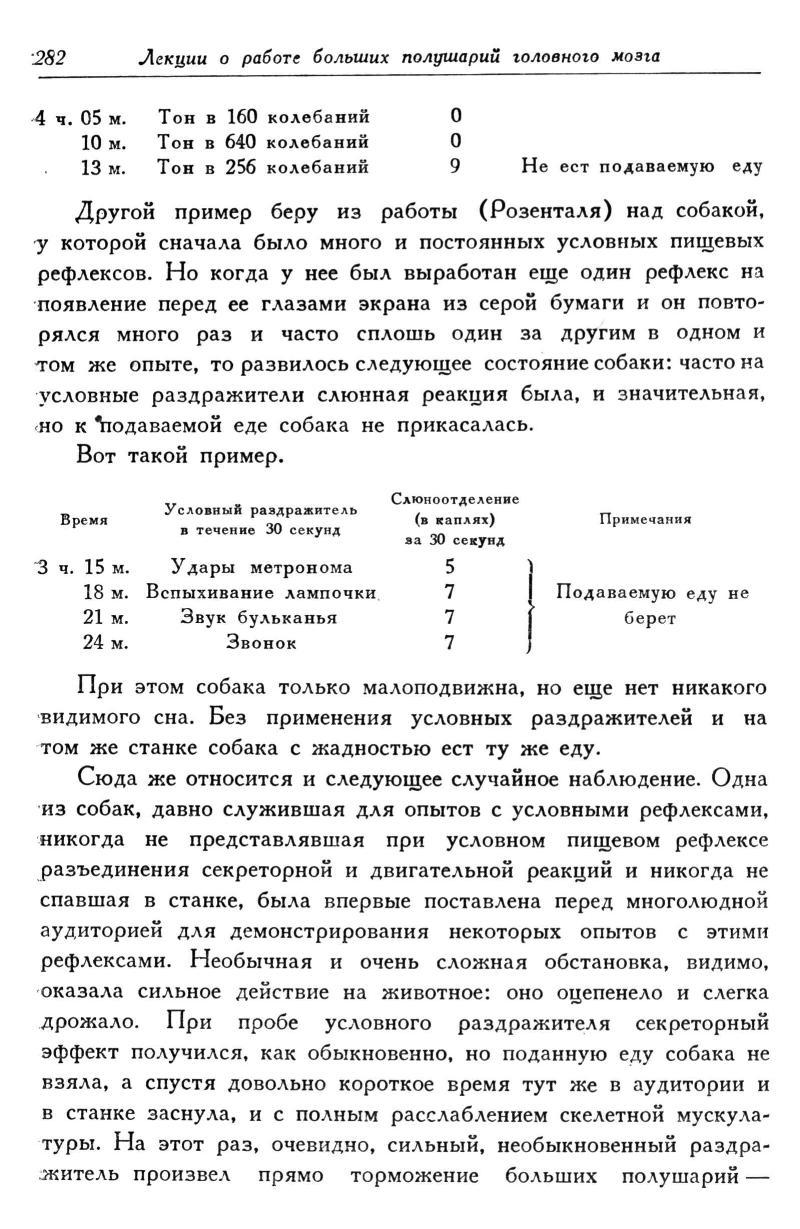 282 Лекции о работе больших полушарий головного мозга
4 ч. 05 м. Тон в 160 колебаний 0
10 м. Тон в 640 колебаний 0
13 м. Тон в 256 колебаний 9 Не ест подаваемую еду
Другой пример беру из работы (Розенталя) над собакой,
у которой сначала было много и постоянных условных пищевых
рефлексов. Но когда у нее был выработан еще один рефлекс на
появление перед ее глазами экрана из серой бумаги и он повто-
рялся много раз и часто сплошь один за другим в одном и
том же опыте, то развилось следующее состояние собаки: часто на
условные раздражители слюнная реакция была, и значительная,
но к подаваемой еде собака не прикасалась.
Вот такой пример.
Время Условный раздражитель в течение 30 секунд Слюноотделение (в каплях) за 30 секунд Примечания
3 ч. 15 м. Удары метронома 5
18 м. Вспыхивание лампочки 7 Подаваемую еду не
21 м. Звук бульканья 7 берет
24 м. Звонок 7
При этом собака только малоподвижна, но еще нет никакого
видимого сна. Без применения условных раздражителей и на
том же станке собака с жадностью ест ту же еду.
Сюда же относится и следующее случайное наблюдение. Одна
из собак, давно служившая для опытов с условными рефлексами,
никогда не представлявшая при условном пищевом рефлексе
разъединения секреторной и двигательной реакций и никогда не
спавшая в станке, была впервые поставлена перед многолюдной
аудиторией для демонстрирования некоторых опытов с этими
рефлексами. Необычная и очень сложная обстановка, видимо,
оказала сильное действие на животное: оно оцепенело и слегка
дрожало. При пробе условного раздражителя секреторный
эффект получился, как обыкновенно, но поданную еду собака не
взяла, а спустя довольно короткое время тут же в аудитории и
в станке заснула, и с полным расслаблением скелетной мускула-
туры. На этот раз, очевидно, сильный, необыкновенный раздра-
житель произвел прямо торможение больших полушарий —